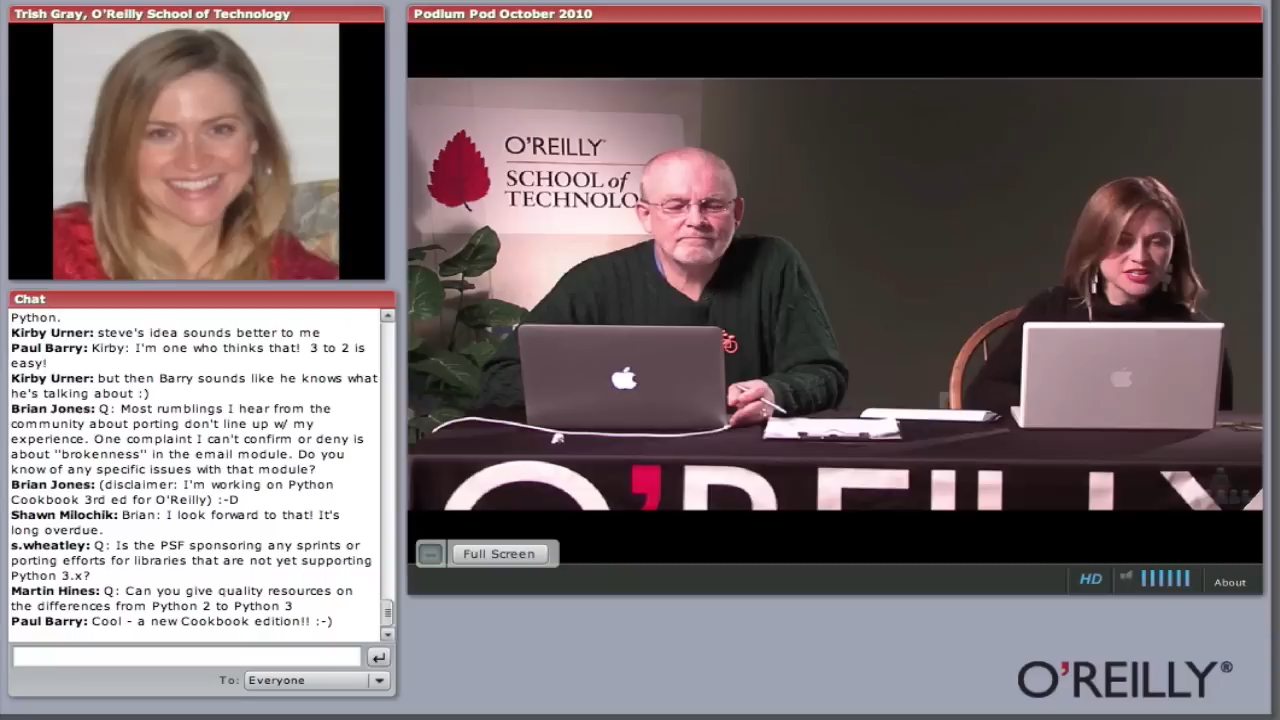 Trish Gray, O'Reilly School of Technology
Podium Pod October 2010
O'REILLY
SCHOOL of
TECHNOLO
Chat
Python.
Kirby Urner: steve's idea sounds better to me
Paul Barry: Kirby: I'm one who thinks that! 3 to 2 is
easy!
Kirby Urner: but then Barry sounds like he knows what
he's talking about :)
Brian Jones: Q: Most rumblings I hear from the
community about porting don't line up w/ my
experience. One complaint I can't confirm or deny is
about "brokenness" in the email module. Do you
know of any specific issues with that module?
Brian Jones: (disclaimer: I'm working on Python
Cookbook 3rd ed for O'Reilly) :-D
Shawn Milochik: Brian: I look forward to that! It's
long overdue.
s.wheatley: Q: Is the PSF sponsoring any sprints or
porting efforts for libraries that are not yet supporting
Python 3.x?
Martin Hines: Q: Can you give quality resources on
the differences from Python 2 to Python 3
Paul Barry: Cool - a new Cookbook edition!! :-)
To: Everyone
O'REILLY
Full Screen
HD
About
O'REILLY®